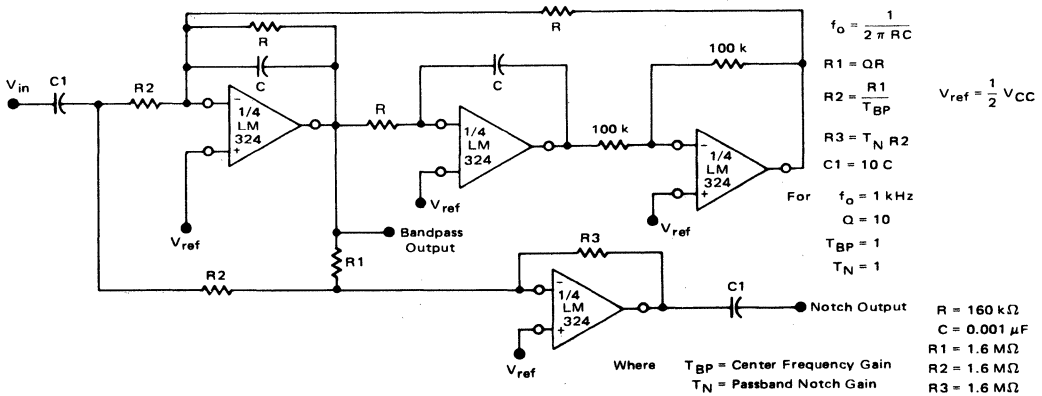 R
R
C
Vin
C1
R2
−
1/4
LM
324
+
Vref
R
C
−
1/4
LM
324
+
Vref
100 k
100 k
−
1/4
LM
324
+
Vref
Bandpass
Output
R1
R2
R3
−
1/4
LM
324
+
Vref
C1
Notch Output
fo = 1 / 2 π RC
R1 = QR
R2 = R1 / TBP
R3 = TN R2
C1 = 10 C
Vref = 1/2 VCC
For fo = 1 kHz
Q = 10
TBP = 1
TN = 1
R = 160 kΩ
C = 0.001 μF
R1 = 1.6 MΩ
R2 = 1.6 MΩ
R3 = 1.6 MΩ
Where TBP = Center Frequency Gain
TN = Passband Notch Gain